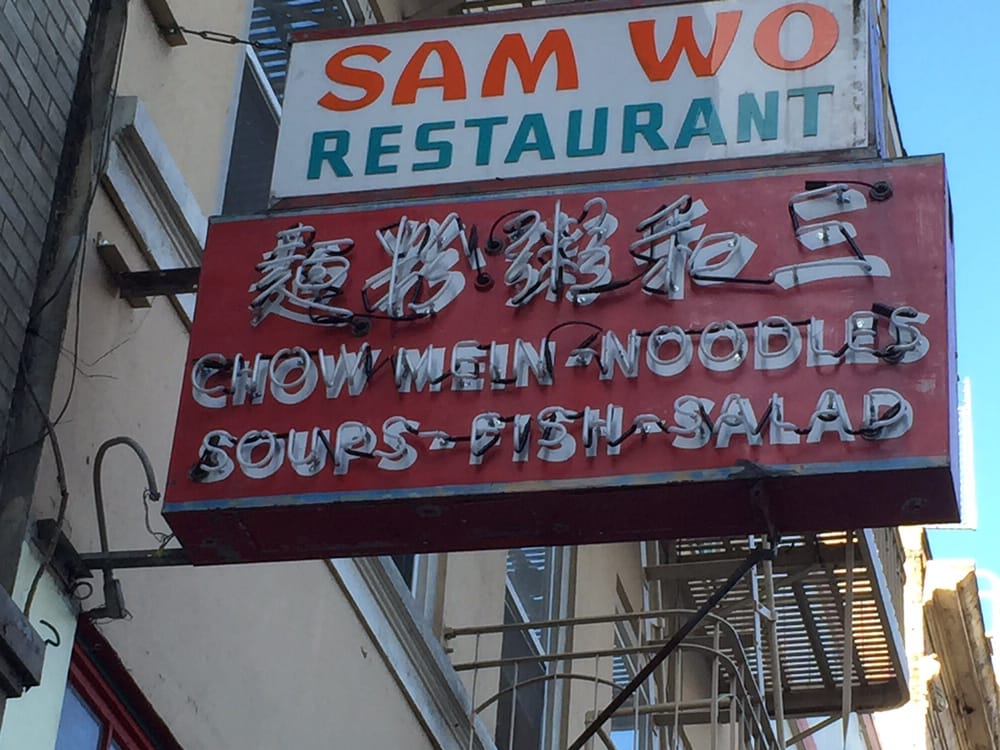 SAM WO
RESTAURANT
三和粥粉麵
CHOW MEIN - NOODLES
SOUPS - FISH - SALAD